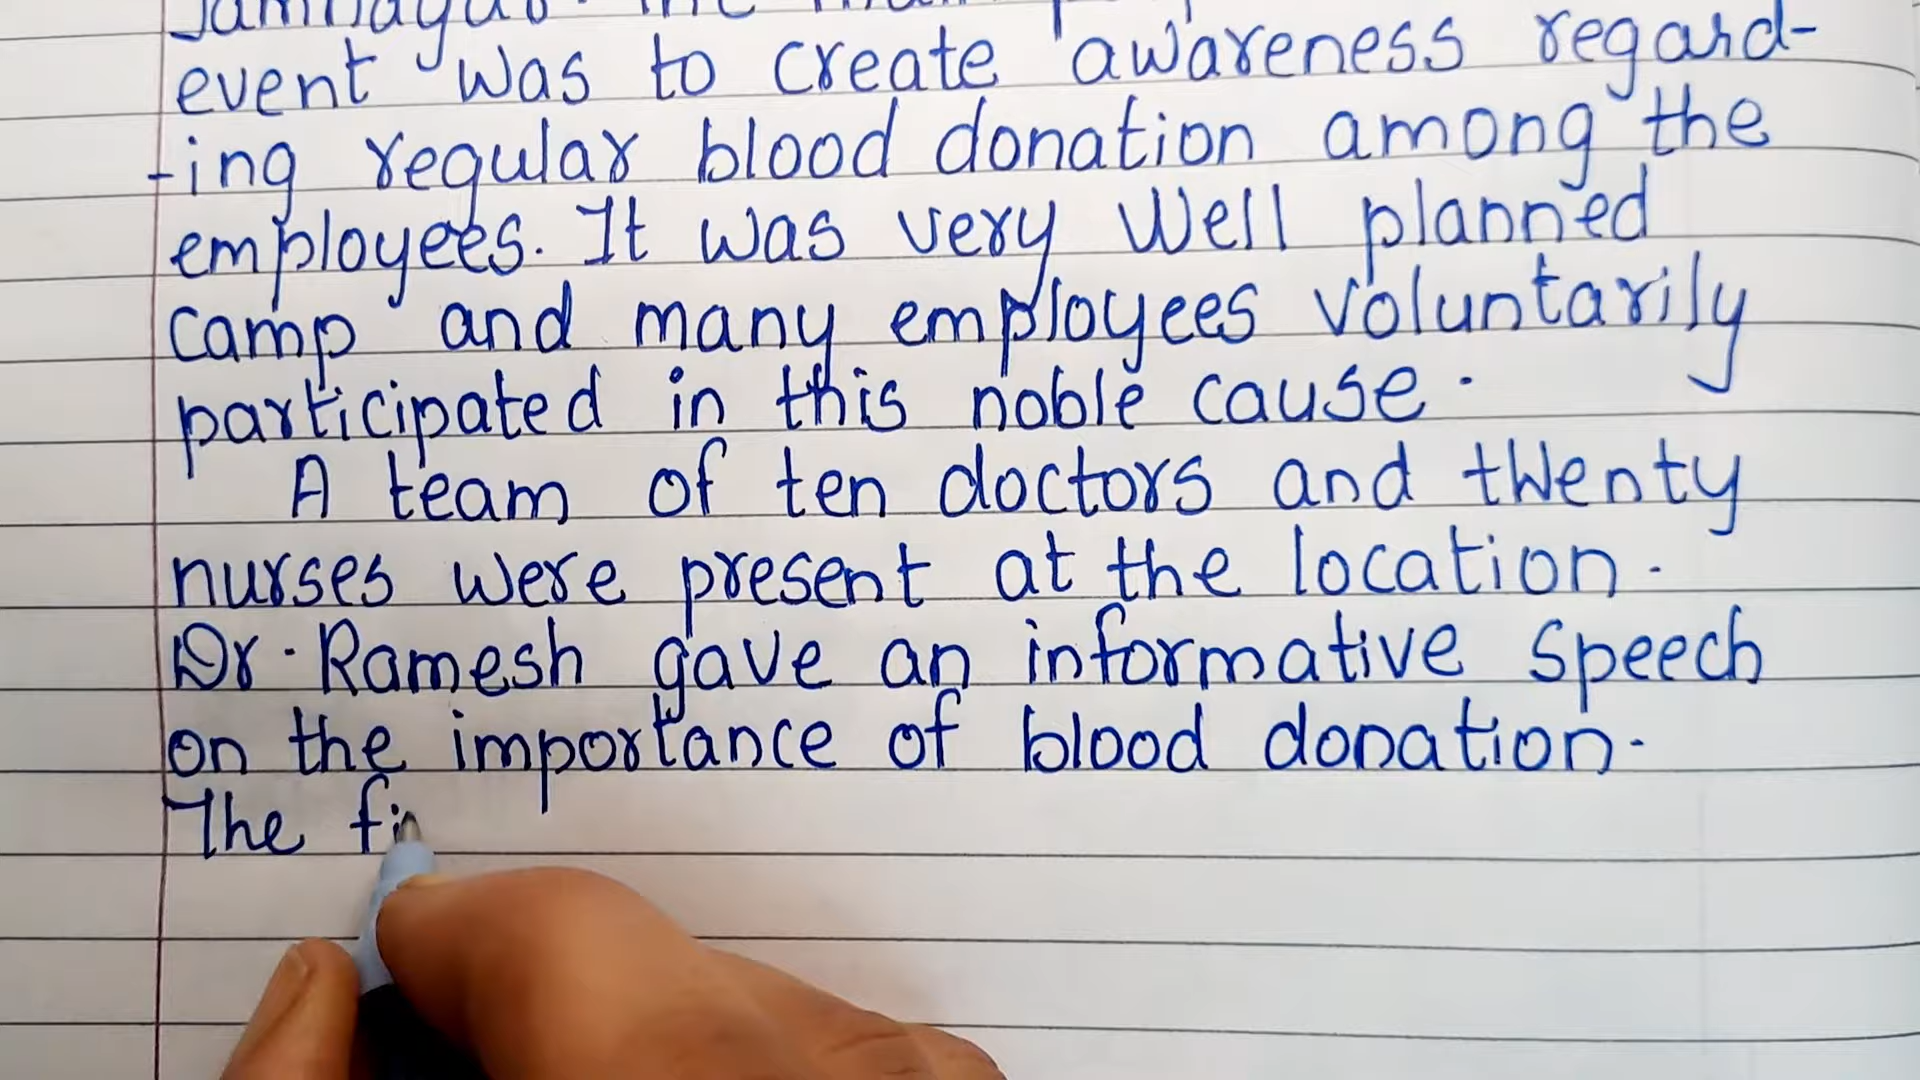 event was to create awareness regard-
-ing regular blood donation among the
employees. It was very well planned
camp and many employees voluntarily
participated in this noble cause.
A team of ten doctors and twenty
nurses were present at the location.
Dr. Ramesh gave an informative speech
on the importance of blood donation.
The fi